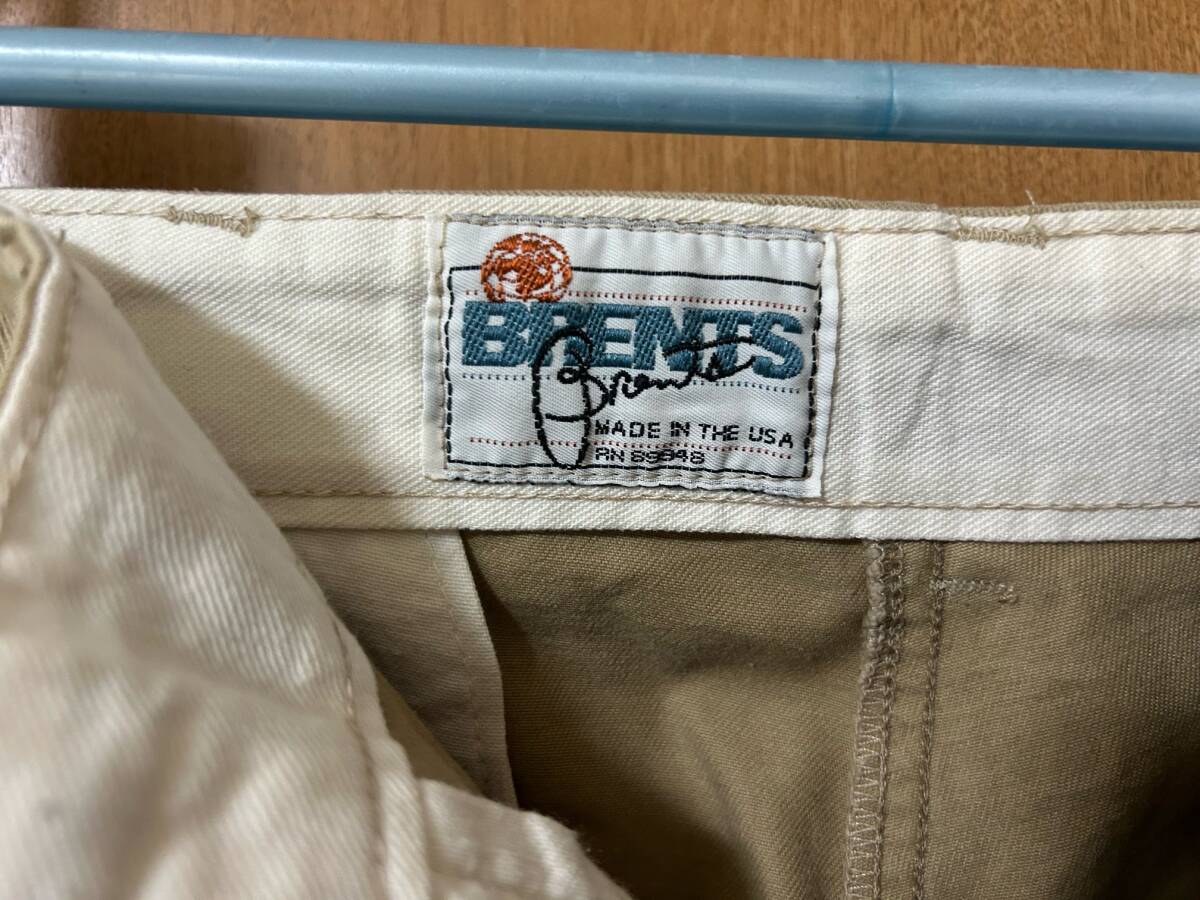 BRENTS
Brents
MADE IN THE USA
RN 89948